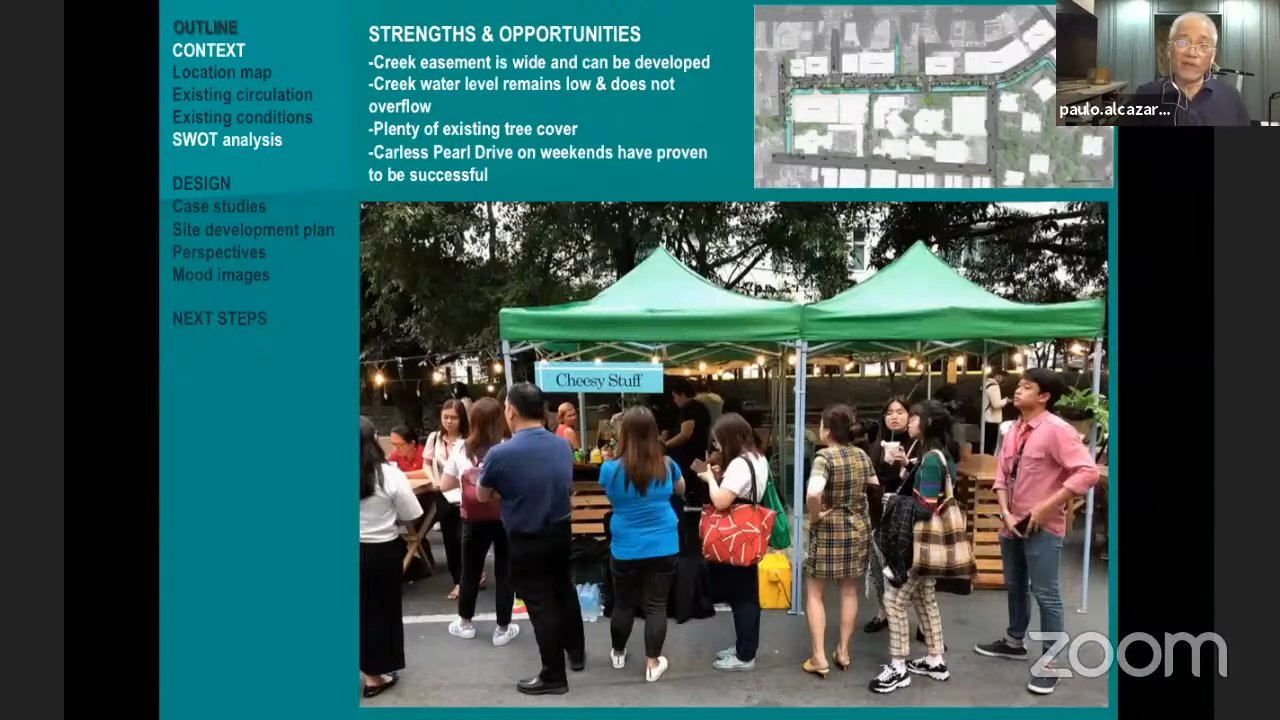 OUTLINE
CONTEXT
Location map
Existing circulation
Existing conditions
SWOT analysis
DESIGN
Case studies
Site development plan
Perspectives
Mood images
NEXT STEPS
STRENGTHS & OPPORTUNITIES
-Creek easement is wide and can be developed
-Creek water level remains low & does not
overflow
-Plenty of existing tree cover
-Carless Pearl Drive on weekends have proven
to be successful
paulo.alcazar...
Cheesy Stuff
zoom